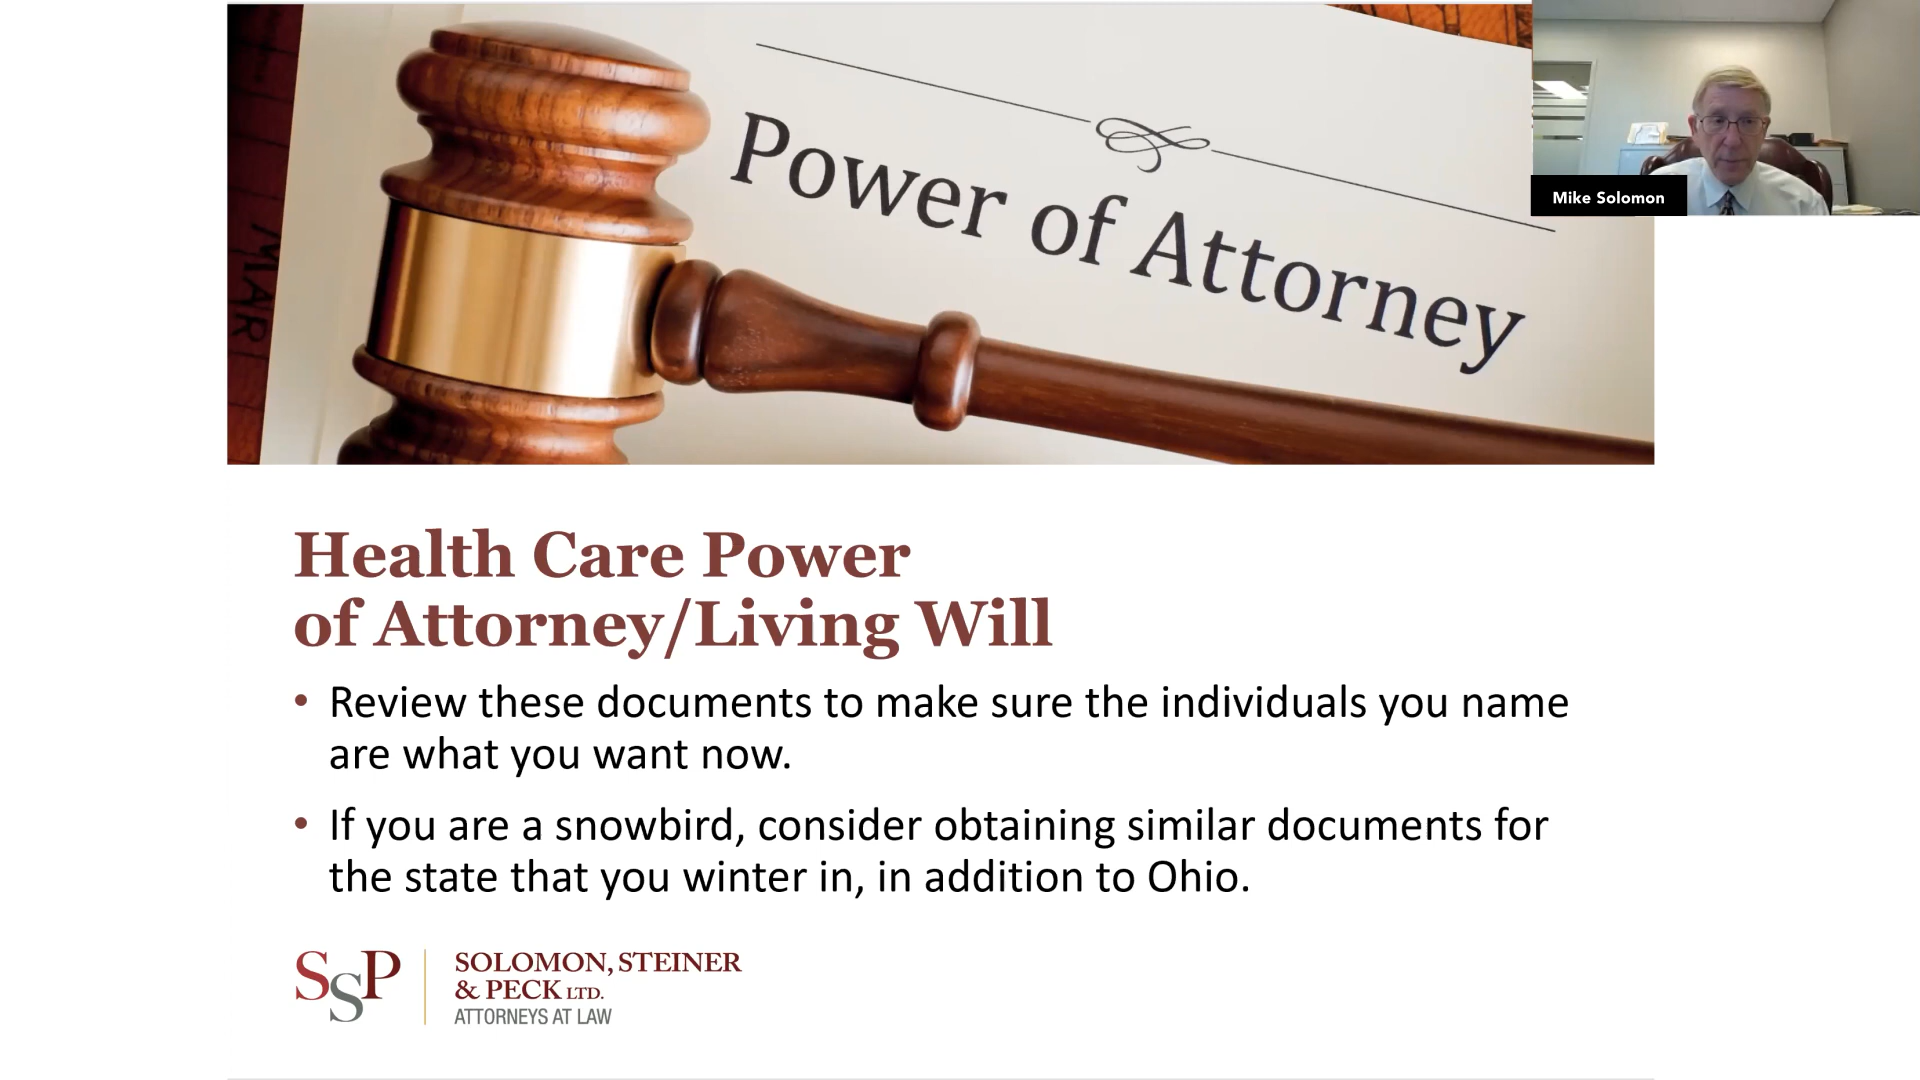 Power of Attorney
MAR
Mike Solomon
Health Care Power
of Attorney/Living Will
• Review these documents to make sure the individuals you name
are what you want now.
• If you are a snowbird, consider obtaining similar documents for
the state that you winter in, in addition to Ohio.
SSP
SOLOMON, STEINER
& PECK LTD.
ATTORNEYS AT LAW